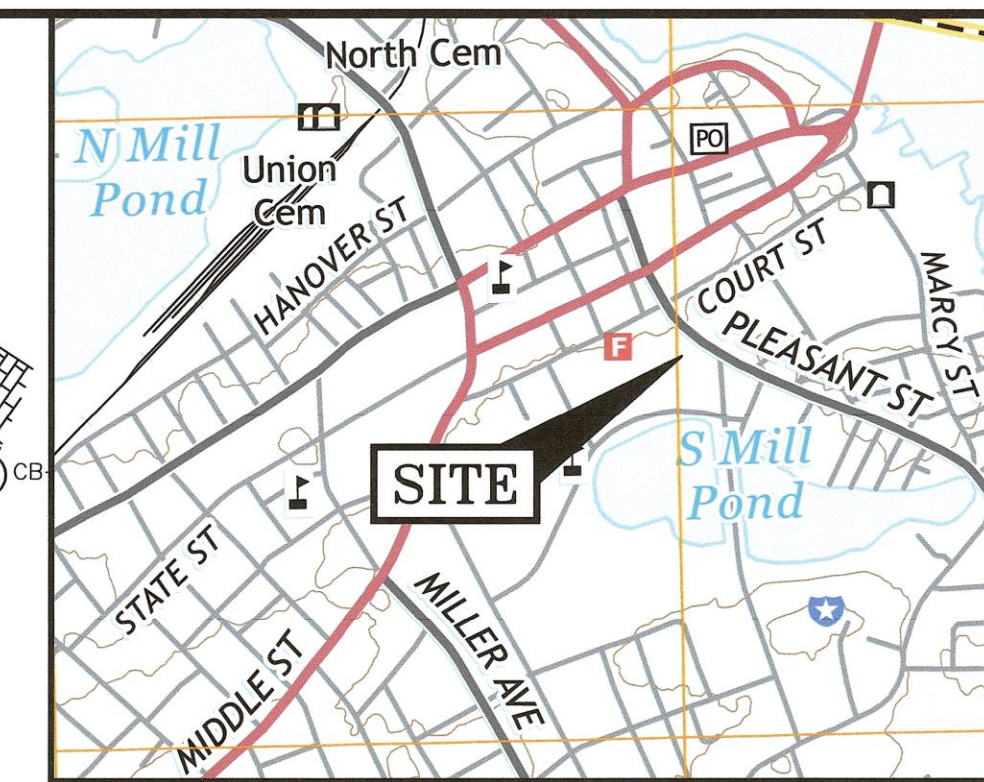 North Cem
N Mill
Pond
Union
Cem
PO
HANOVER ST
COURT ST
MARCY ST
F
PLEASANT ST
CB
SITE
S Mill
Pond
STATE ST
MILLER AVE
MIDDLE ST